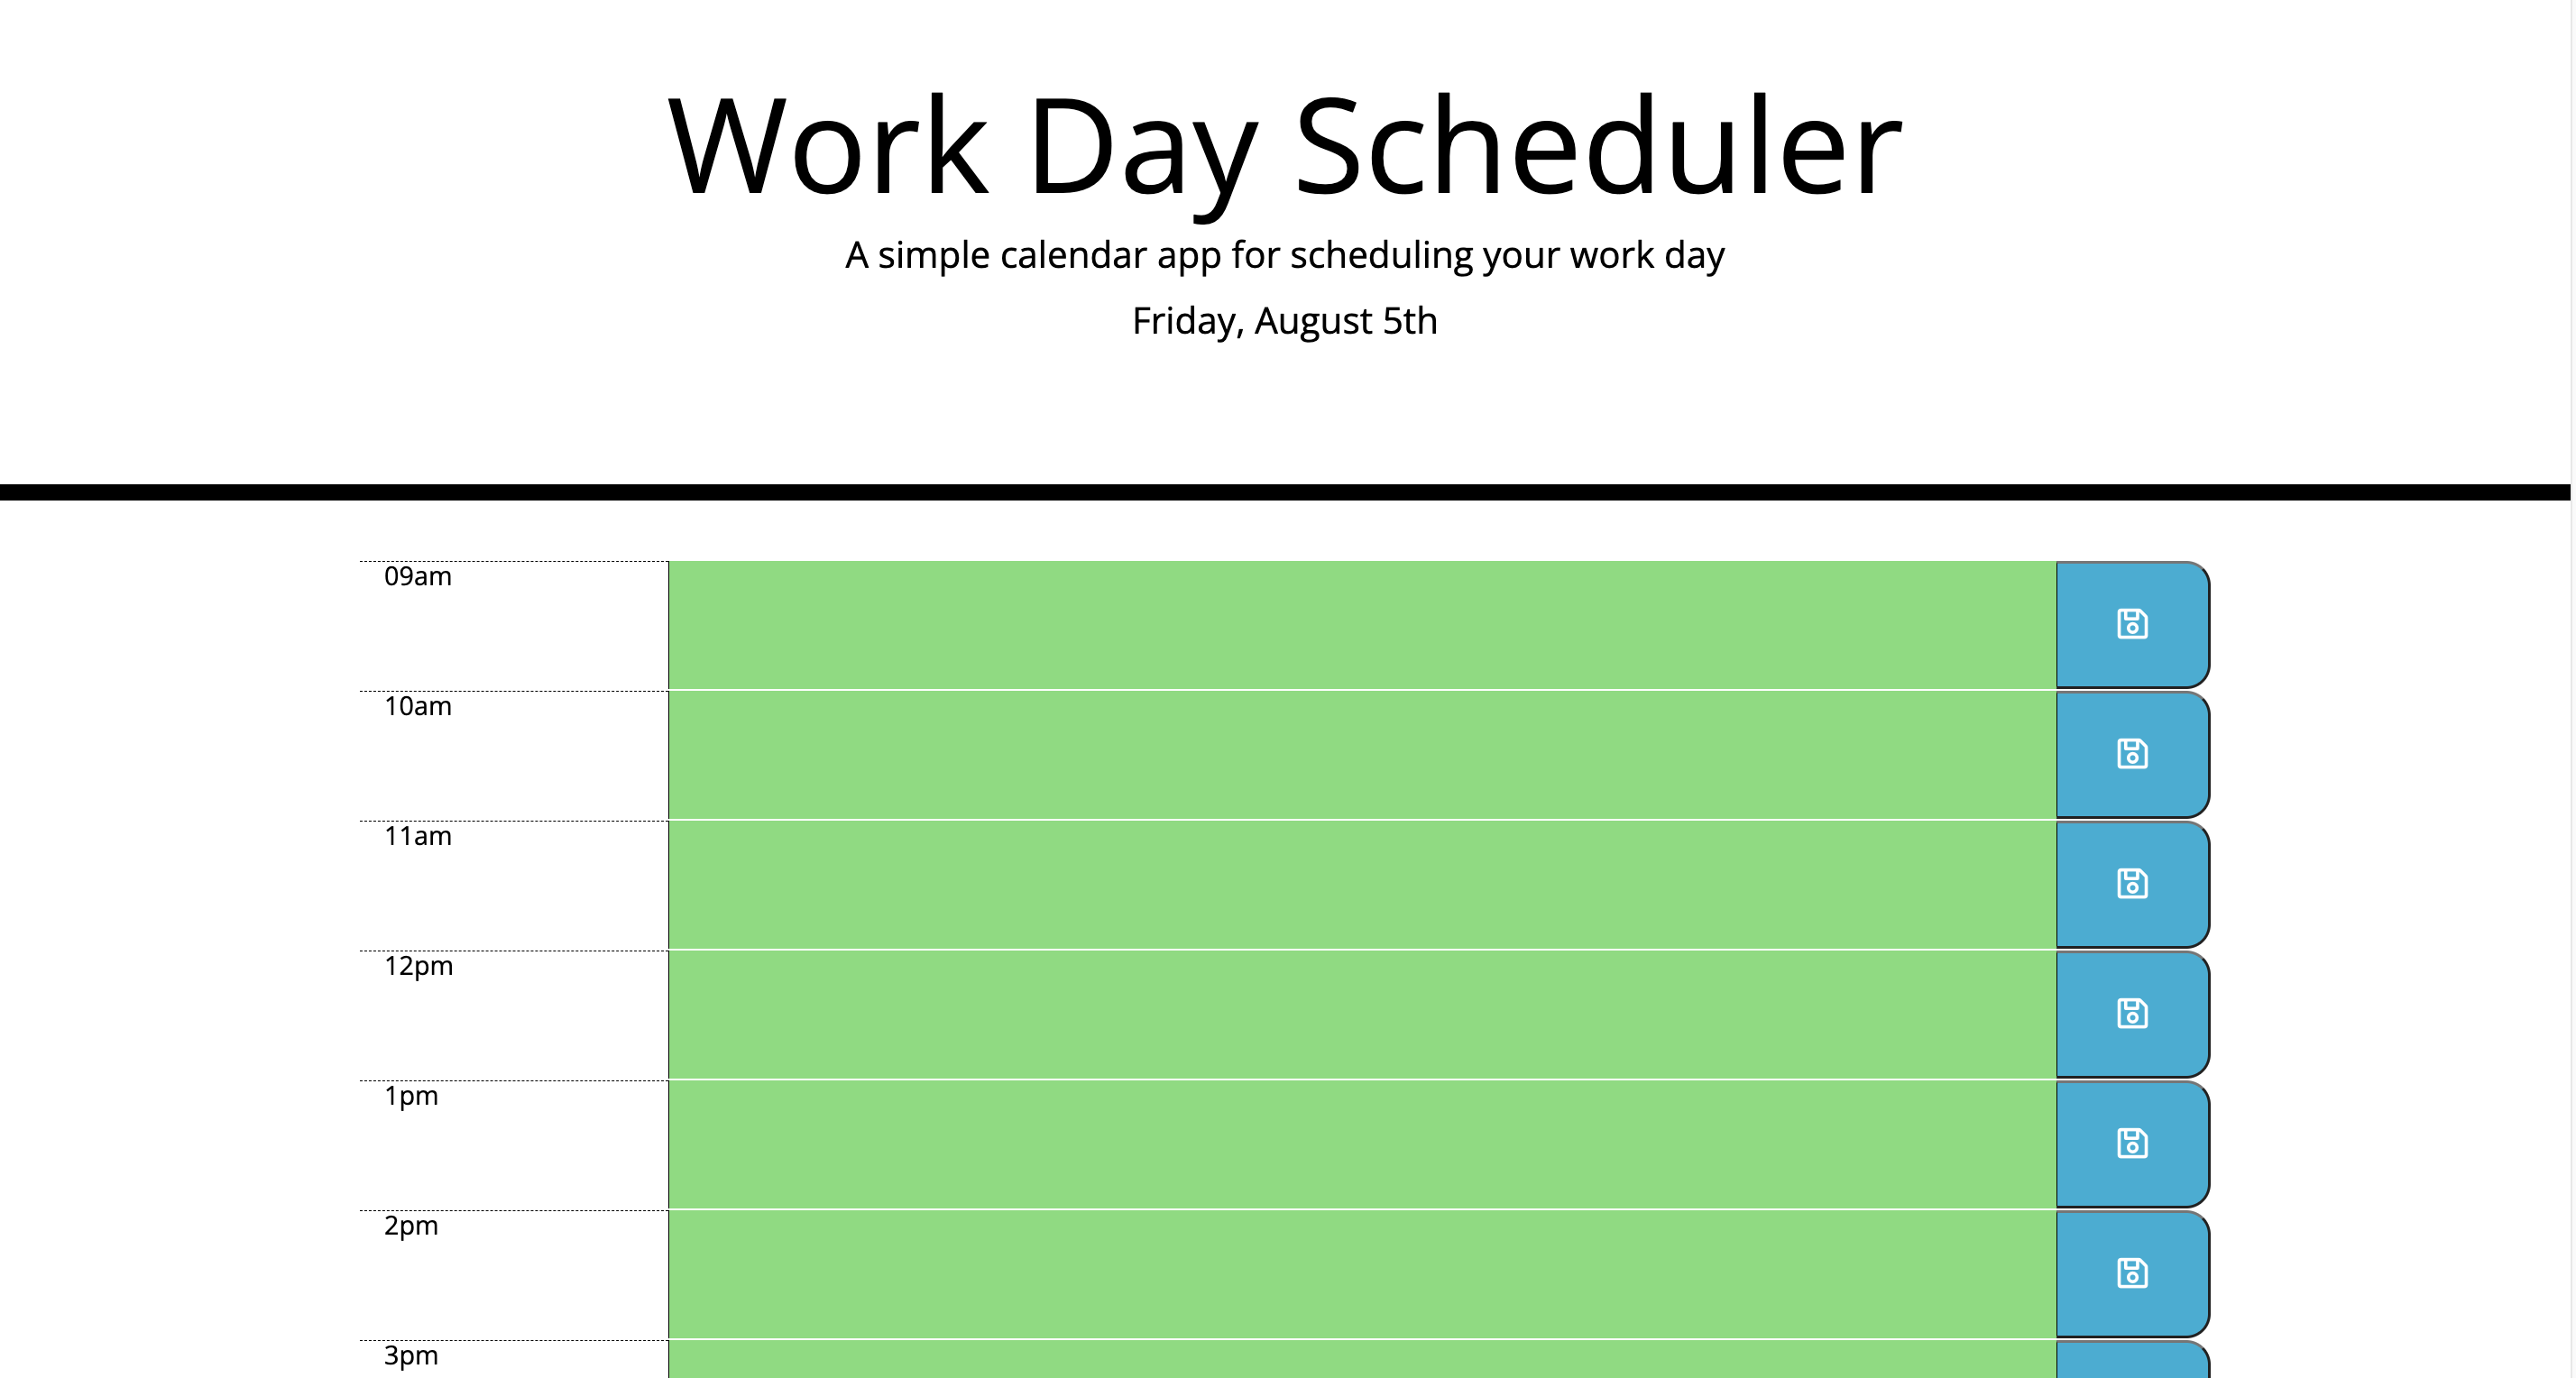 Work Day Scheduler
A simple calendar app for scheduling your work day
Friday, August 5th
09am
10am
11am
12pm
1pm
2pm
3pm